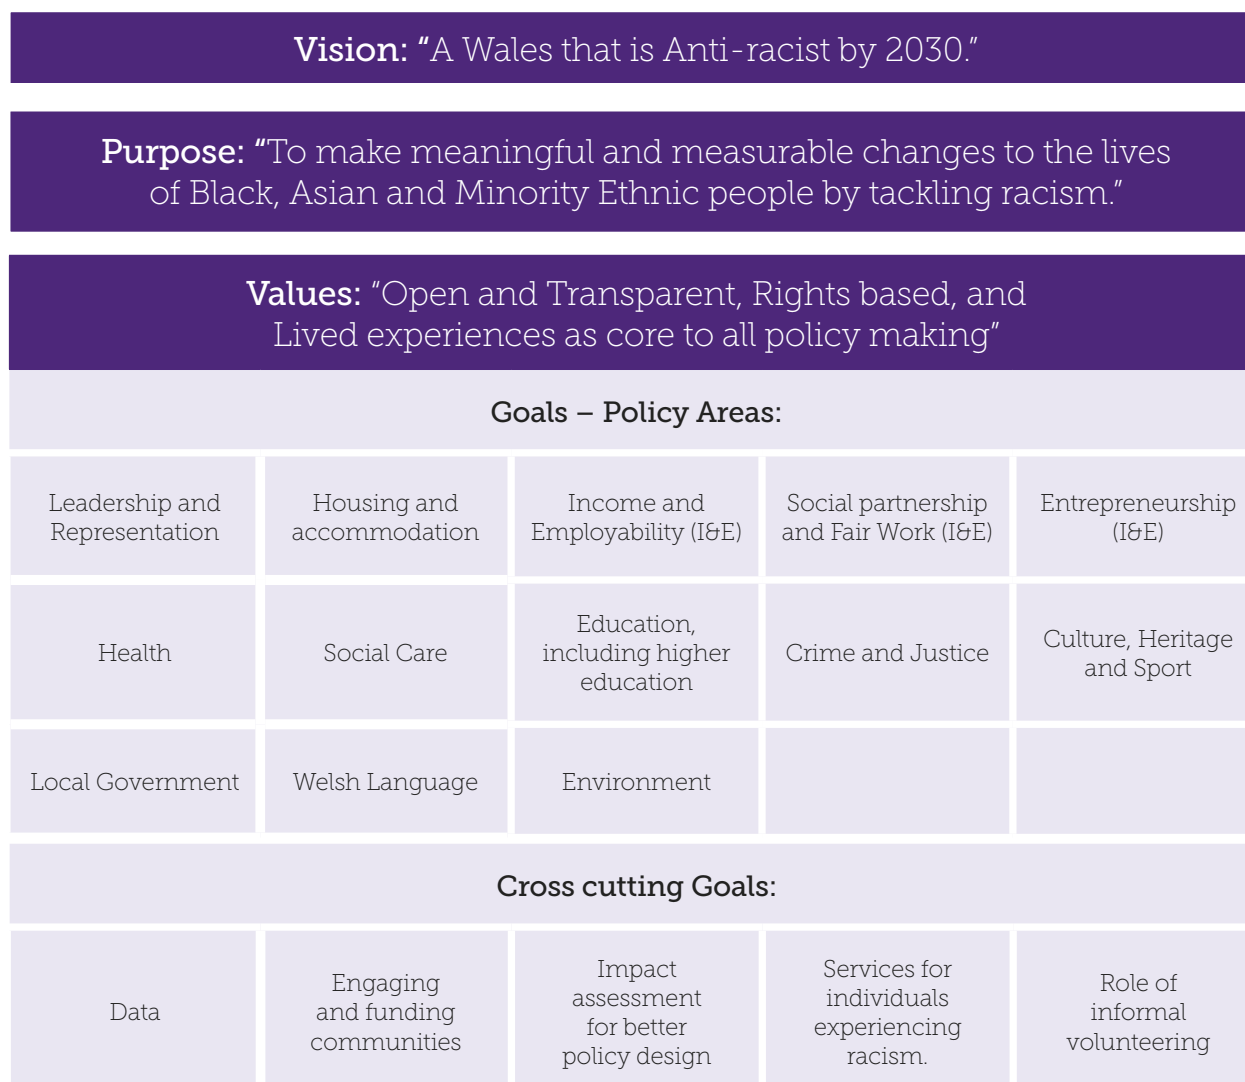 Vision: “A Wales that is Anti-racist by 2030.”
Purpose: “To make meaningful and measurable changes to the lives
of Black, Asian and Minority Ethnic people by tackling racism.”
Values: “Open and Transparent, Rights based, and
Lived experiences as core to all policy making”
Goals – Policy Areas:
Leadership and
Representation
Housing and
accommodation
Income and
Employability (I&E)
Social partnership
and Fair Work (I&E)
Entrepreneurship
(I&E)
Health
Social Care
Education,
including higher
education
Crime and Justice
Culture, Heritage
and Sport
Local Government
Welsh Language
Environment
Cross cutting Goals:
Data
Engaging
and funding
communities
Impact
assessment
for better
policy design
Services for
individuals
experiencing
racism.
Role of
informal
volunteering